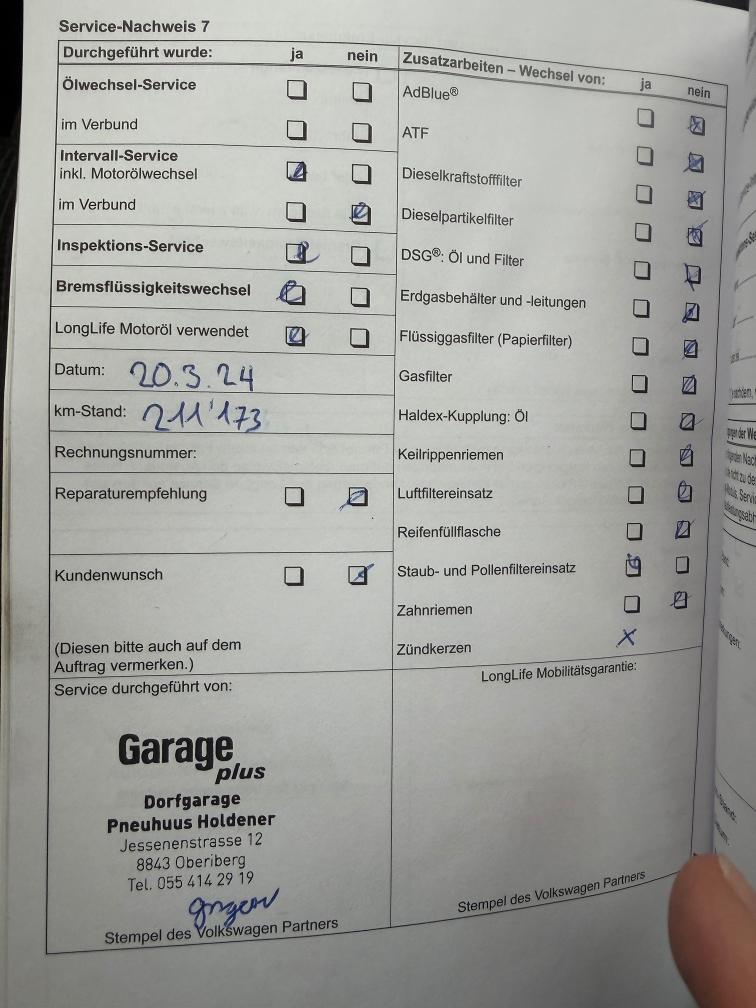 Service-Nachweis 7
Durchgeführt wurde: ja nein
Ölwechsel-Service
im Verbund
Intervall-Service
inkl. Motorölwechsel
im Verbund
Inspektions-Service
Bremsflüssigkeitswechsel
LongLife Motoröl verwendet
Datum: 20.3.24
km-Stand: 211'173
Rechnungsnummer:
Reparaturempfehlung
Kundenwunsch
(Diesen bitte auch auf dem
Auftrag vermerken.)
Zusatzarbeiten – Wechsel von: ja nein
AdBlue®
ATF
Dieselkraftstofffilter
Dieselpartikelfilter
DSG®: Öl und Filter
Erdgasbehälter und -leitungen
Flüssiggasfilter (Papierfilter)
Gasfilter
Haldex-Kupplung: Öl
Keilrippenriemen
Luftfiltereinsatz
Reifenfüllflasche
Staub- und Pollenfiltereinsatz
Zahnriemen
Zündkerzen
Service durchgeführt von:
Garage
plus
Dorfgarage
Pneuhuus Holdener
Jessenenstrasse 12
8843 Oberiberg
Tel. 055 414 29 19
Stempel des Volkswagen Partners
LongLife Mobilitätsgarantie:
Stempel des Volkswagen Partners